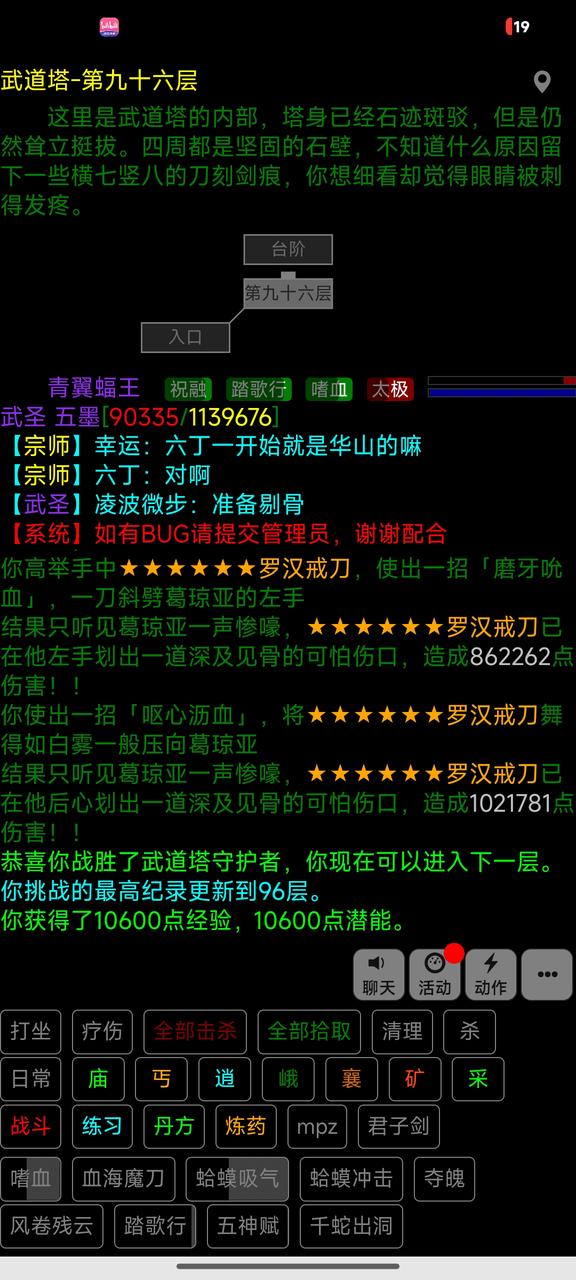 19
武道塔-第九十六层
这里是武道塔的内部，塔身已经石迹斑驳，但是仍
然耸立挺拔。四周都是坚固的石壁，不知道什么原因留
下一些横七竖八的刀刻剑痕，你想细看却觉得眼睛被刺
得发疼。
台阶
第九十六层
入口
青翼蝠王 祝融 踏歌行 嗜血 太极
武圣 五墨[90335/1139676]
【宗师】幸运：六丁一开始就是华山的嘛
【宗师】六丁：对啊
【武圣】凌波微步：准备剔骨
【系统】如有BUG请提交管理员，谢谢配合
你高举手中★★★★★★罗汉戒刀，使出一招「磨牙吮
血」，一刀斜劈葛琼亚的左手
结果只听见葛琼亚一声惨嚎，★★★★★★罗汉戒刀已
在他左手划出一道深及见骨的可怕伤口，造成862262点
伤害！！
你使出一招「呕心沥血」，将★★★★★★罗汉戒刀舞
得如白雾一般压向葛琼亚
结果只听见葛琼亚一声惨嚎，★★★★★★罗汉戒刀已
在他后心划出一道深及见骨的可怕伤口，造成1021781点
伤害！！
恭喜你战胜了武道塔守护者，你现在可以进入下一层。
你挑战的最高纪录更新到96层。
你获得了10600点经验，10600点潜能。
聊天 活动 动作
打坐 疗伤 全部击杀 全部拾取 清理 杀
日常 庙 丐 逍 峨 襄 矿 采
战斗 练习 丹方 炼药 mpz 君子剑
嗜血 血海魔刀 蛤蟆吸气 蛤蟆冲击 夺魄
风卷残云 踏歌行 五神赋 千蛇出洞